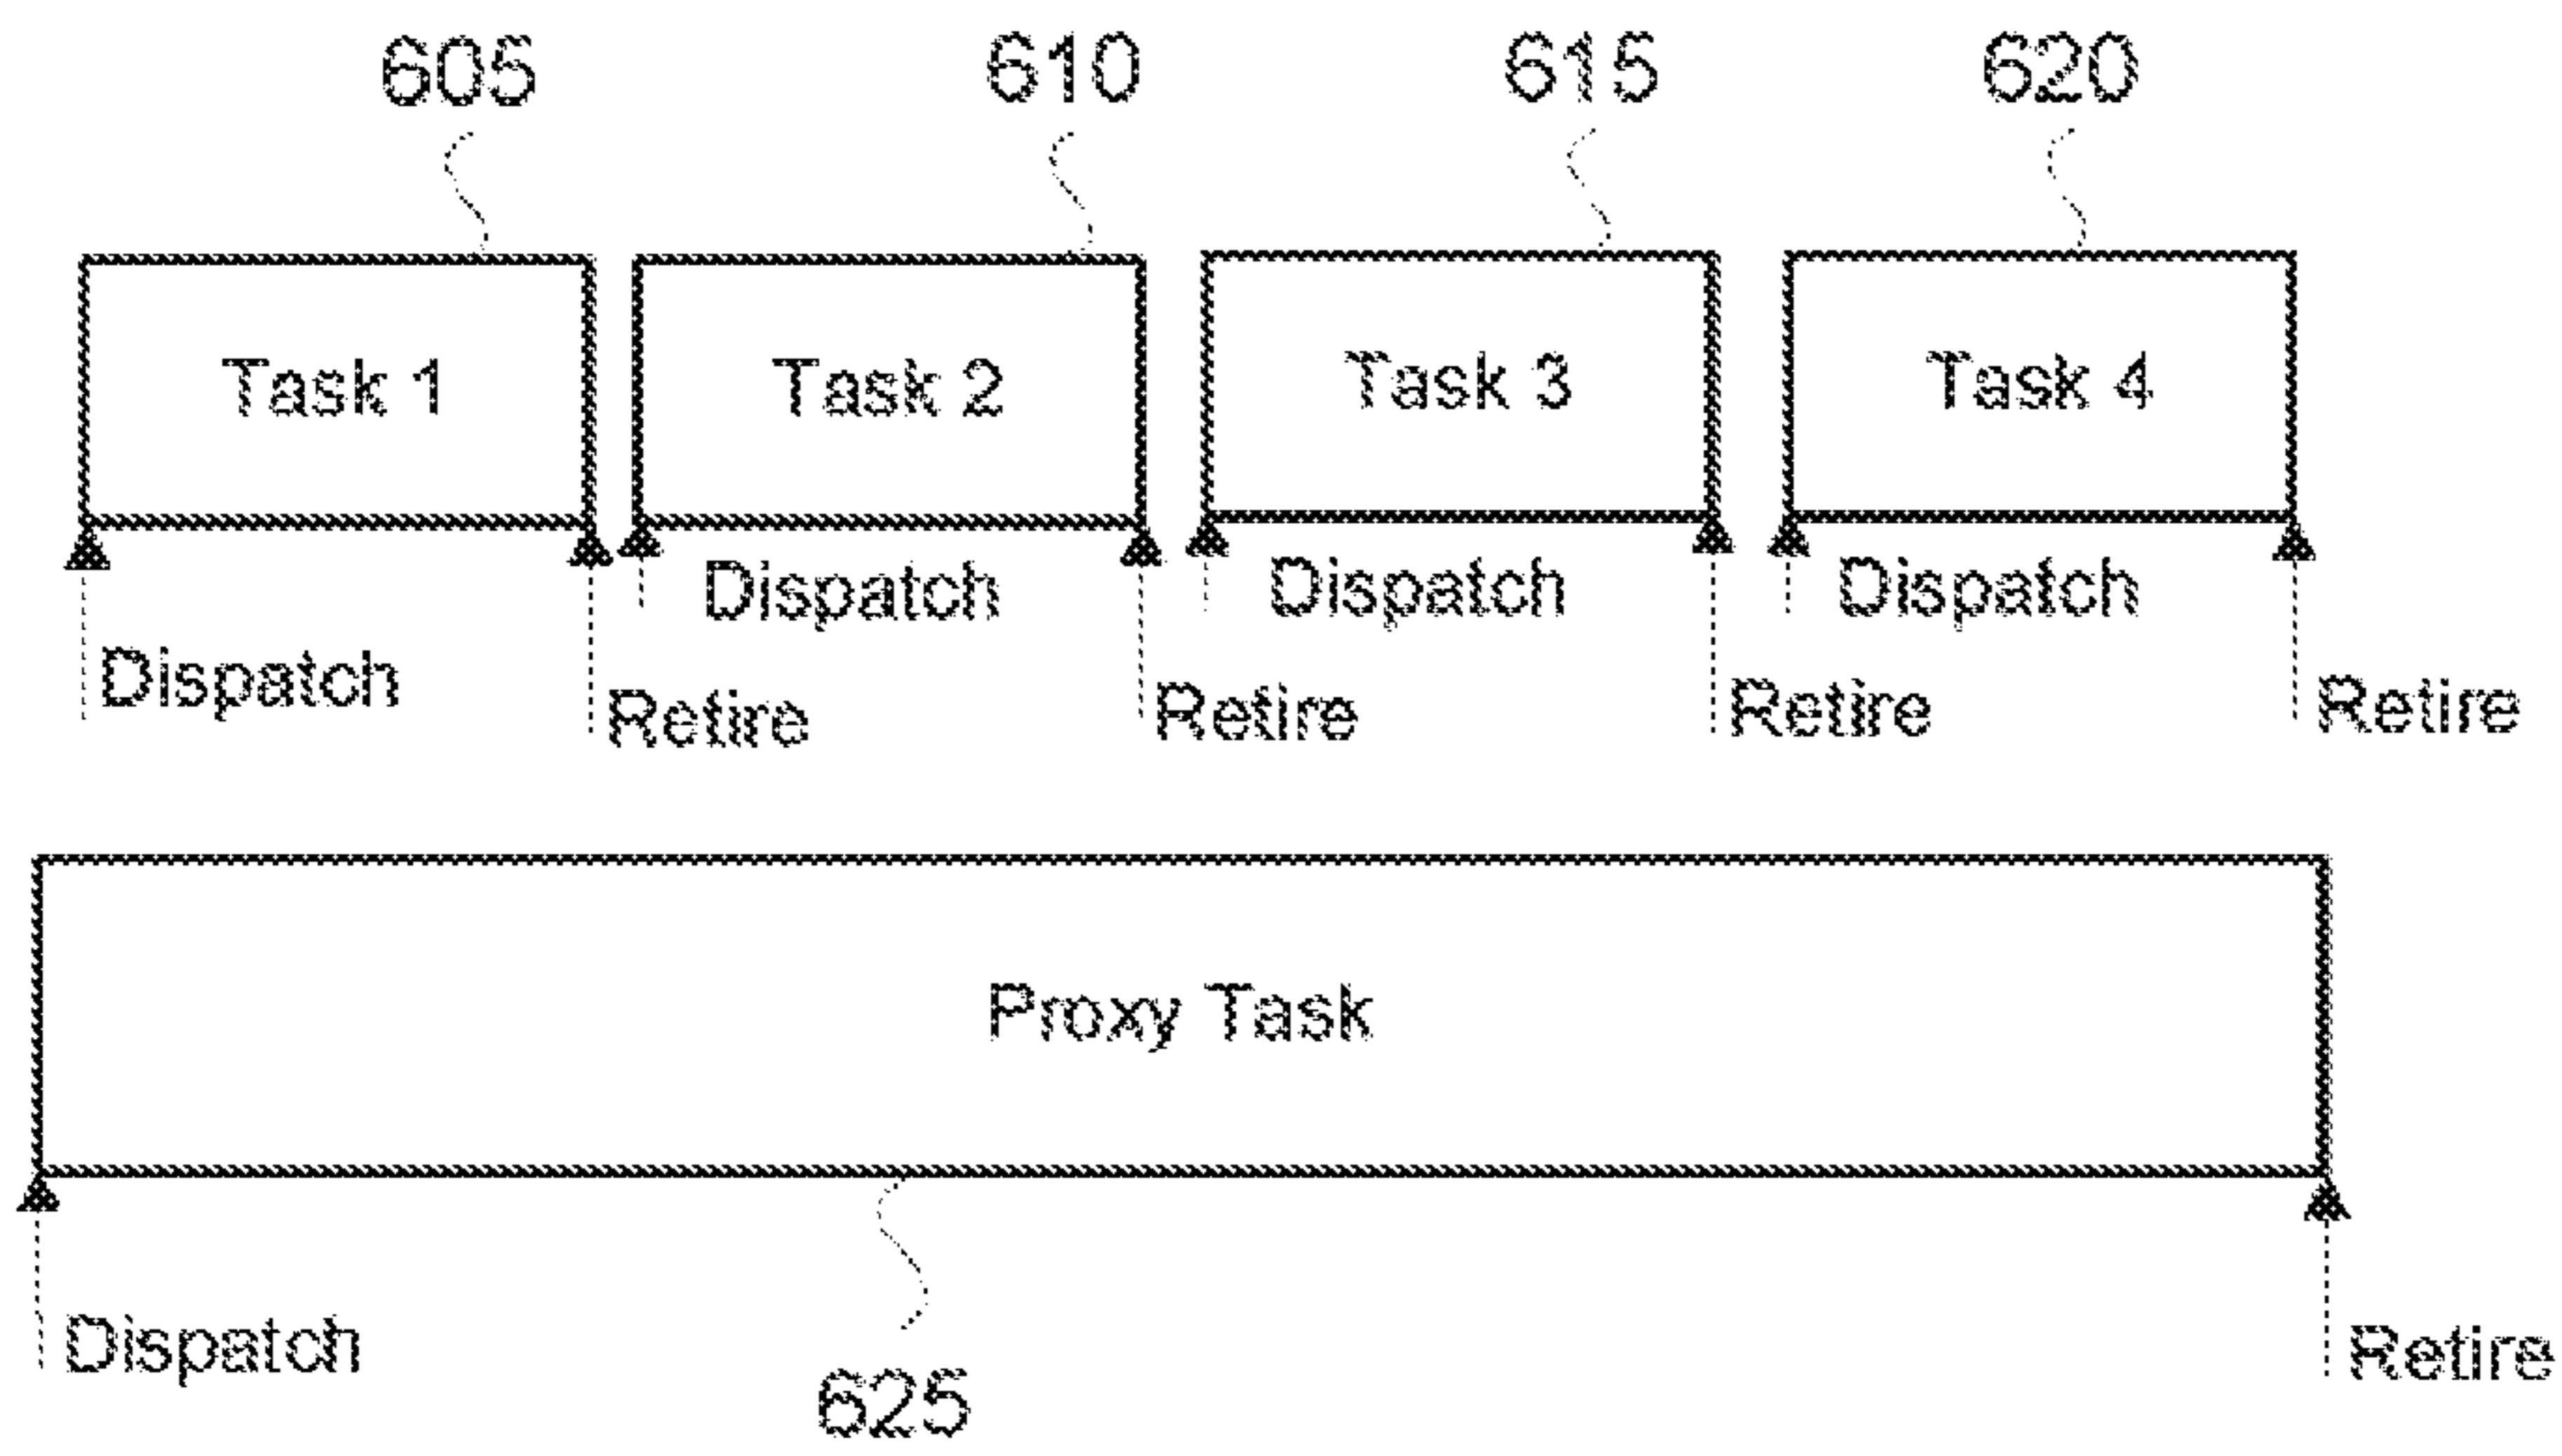 605 610 615 620
Task 1 Task 2 Task 3 Task 4
Dispatch Dispatch Dispatch
Dispatch Retire Retire Retire Retire
Proxy Task
Dispatch Retire
625